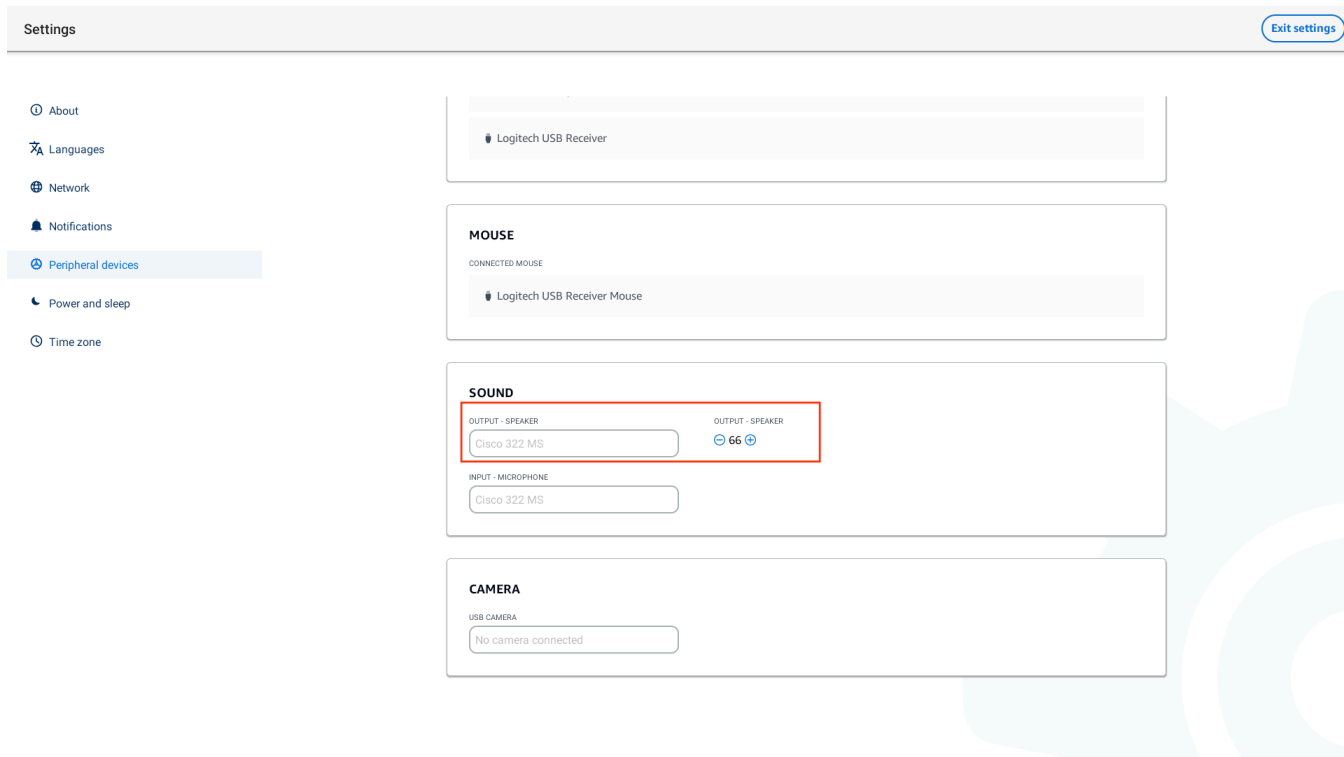 Settings
Exit settings
About
Languages
Network
Notifications
Peripheral devices
Power and sleep
Time zone
Logitech USB Receiver
MOUSE
CONNECTED MOUSE
Logitech USB Receiver Mouse
SOUND
OUTPUT - SPEAKER
Cisco 322 MS
OUTPUT - SPEAKER
66
INPUT - MICROPHONE
Cisco 322 MS
CAMERA
USB CAMERA
No camera connected